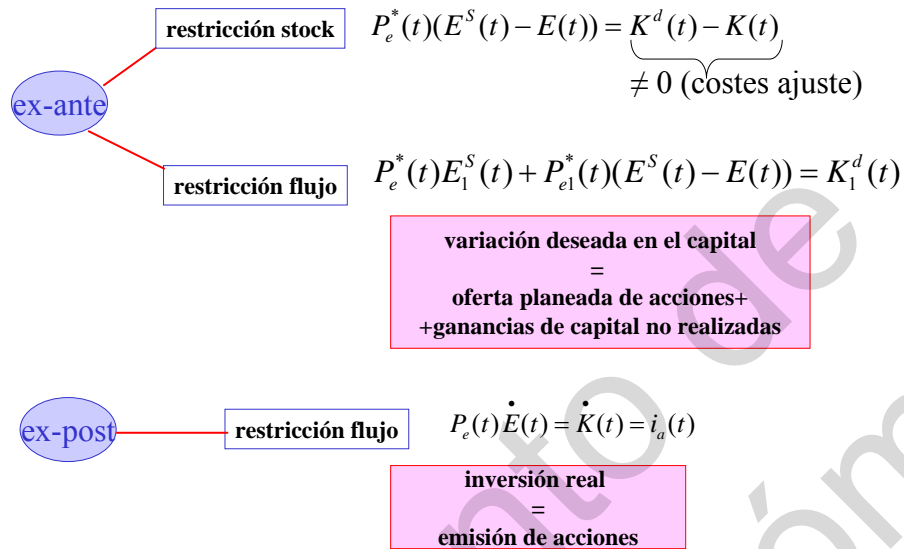 restricción stock
P_e^*(t)(E^S(t) − E(t)) = K^d(t) − K(t)
≠ 0 (costes ajuste)
ex-ante
restricción flujo
P_e^*(t)E_1^S(t) + P_{e1}^*(t)(E^S(t) − E(t)) = K_1^d(t)
variación deseada en el capital
=
oferta planeada de acciones+
+ganancias de capital no realizadas
ex-post
restricción flujo
P_e(t)Ė(t) = K̇(t) = i_a(t)
inversión real
=
emisión de acciones